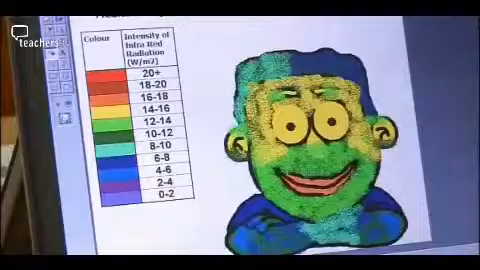 teachers
Colour
Intensity of
Infra Red
Radiation
(W/m2)
20+
18-20
16-18
14-16
12-14
10-12
8-10
6-8
4-6
2-4
0-2